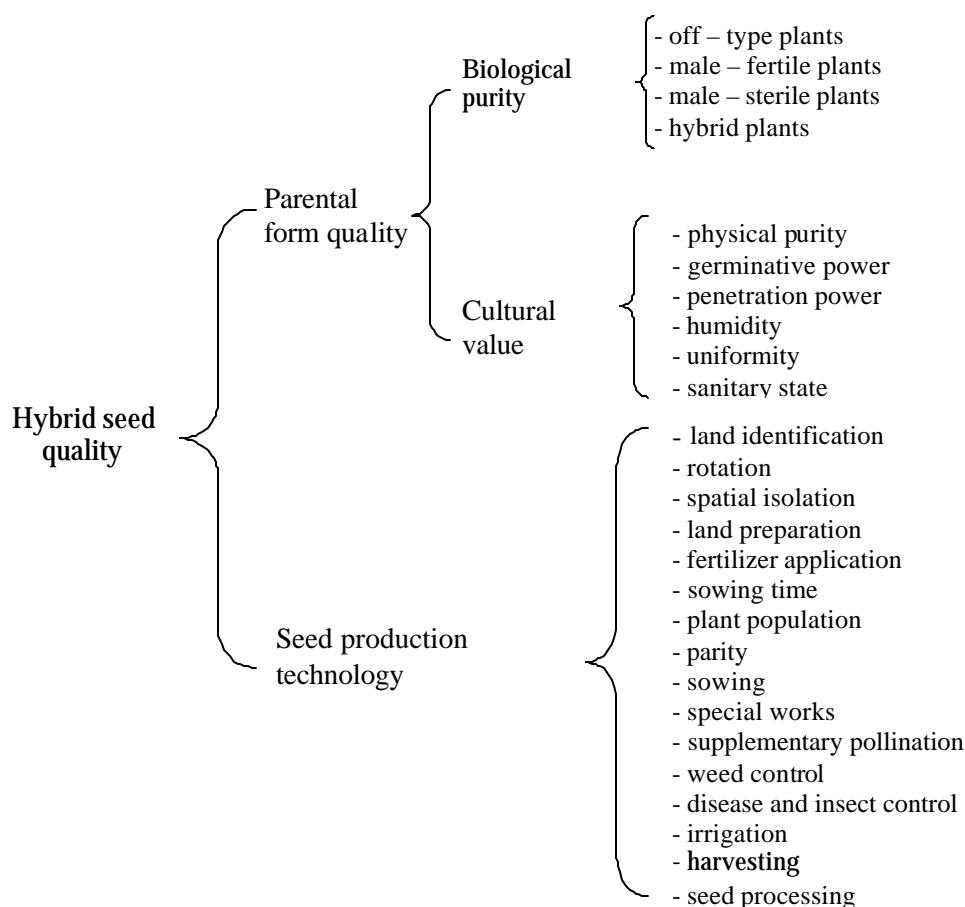 Hybrid seed
quality
Parental
form quality
Biological
purity
- off – type plants
- male – fertile plants
- male – sterile plants
- hybrid plants
Cultural
value
- physical purity
- germinative power
- penetration power
- humidity
- uniformity
- sanitary state
Seed production
technology
- land identification
- rotation
- spatial isolation
- land preparation
- fertilizer application
- sowing time
- plant population
- parity
- sowing
- special works
- supplementary pollination
- weed control
- disease and insect control
- irrigation
- harvesting
- seed processing